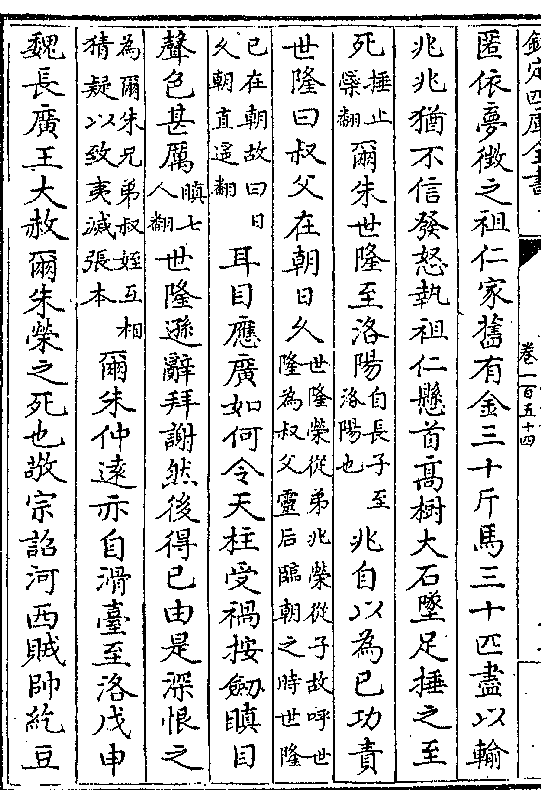 欽定四庫全書
卷一百五十四
匿依夢徴之祖仁家舊有金三十斤馬三十匹盡以輸
兆兆猶不信發怒執祖仁懸首高樹大石墜足捶之至
死捶止橤翻爾朱世隆至洛陽自長子至洛陽也兆自以為已功責
世隆曰叔父在朝日久世隆榮從弟兆榮從子故呼世隆為叔父靈后臨朝之時世隆
已在朝故曰日久朝直遥翻耳目應廣如何令天柱受禍按劒瞋目
聲色甚厲瞋七人翻世隆遜辭拜謝然後得已由是深恨之
為爾朱兄弟叔姪互相猜疑以致夷滅張本爾朱仲逺亦自滑臺至洛戊申
魏長廣王大赦爾朱榮之死也敬宗詔河西賊帥紇豆